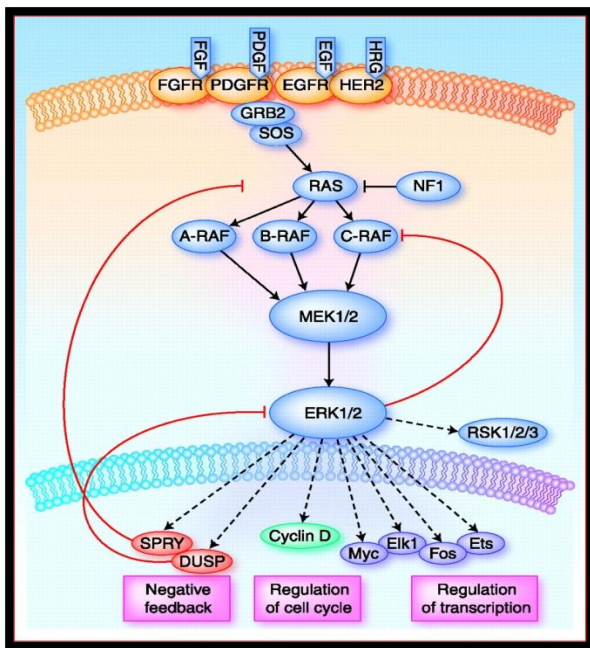 FGF
PDGF
EGF
HRG
FGFR
PDGFR
EGFR
HER2
GRB2
SOS
RAS
NF1
A-RAF
B-RAF
C-RAF
MEK1/2
ERK1/2
RSK1/2/3
SPRY
DUSP
Cyclin D
Myc
Elk1
Fos
Ets
Negative
feedback
Regulation
of cell cycle
Regulation
of transcription